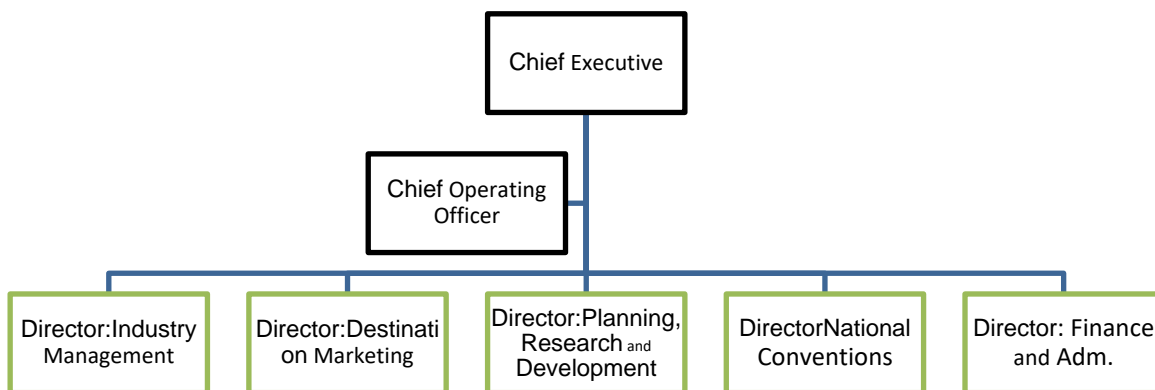 Chief Executive
Chief Operating
Officer
Director:Industry
Management
Director:Destinati
on Marketing
Director:Planning,
Research and
Development
DirectorNational
Conventions
Director: Finance
and Adm.